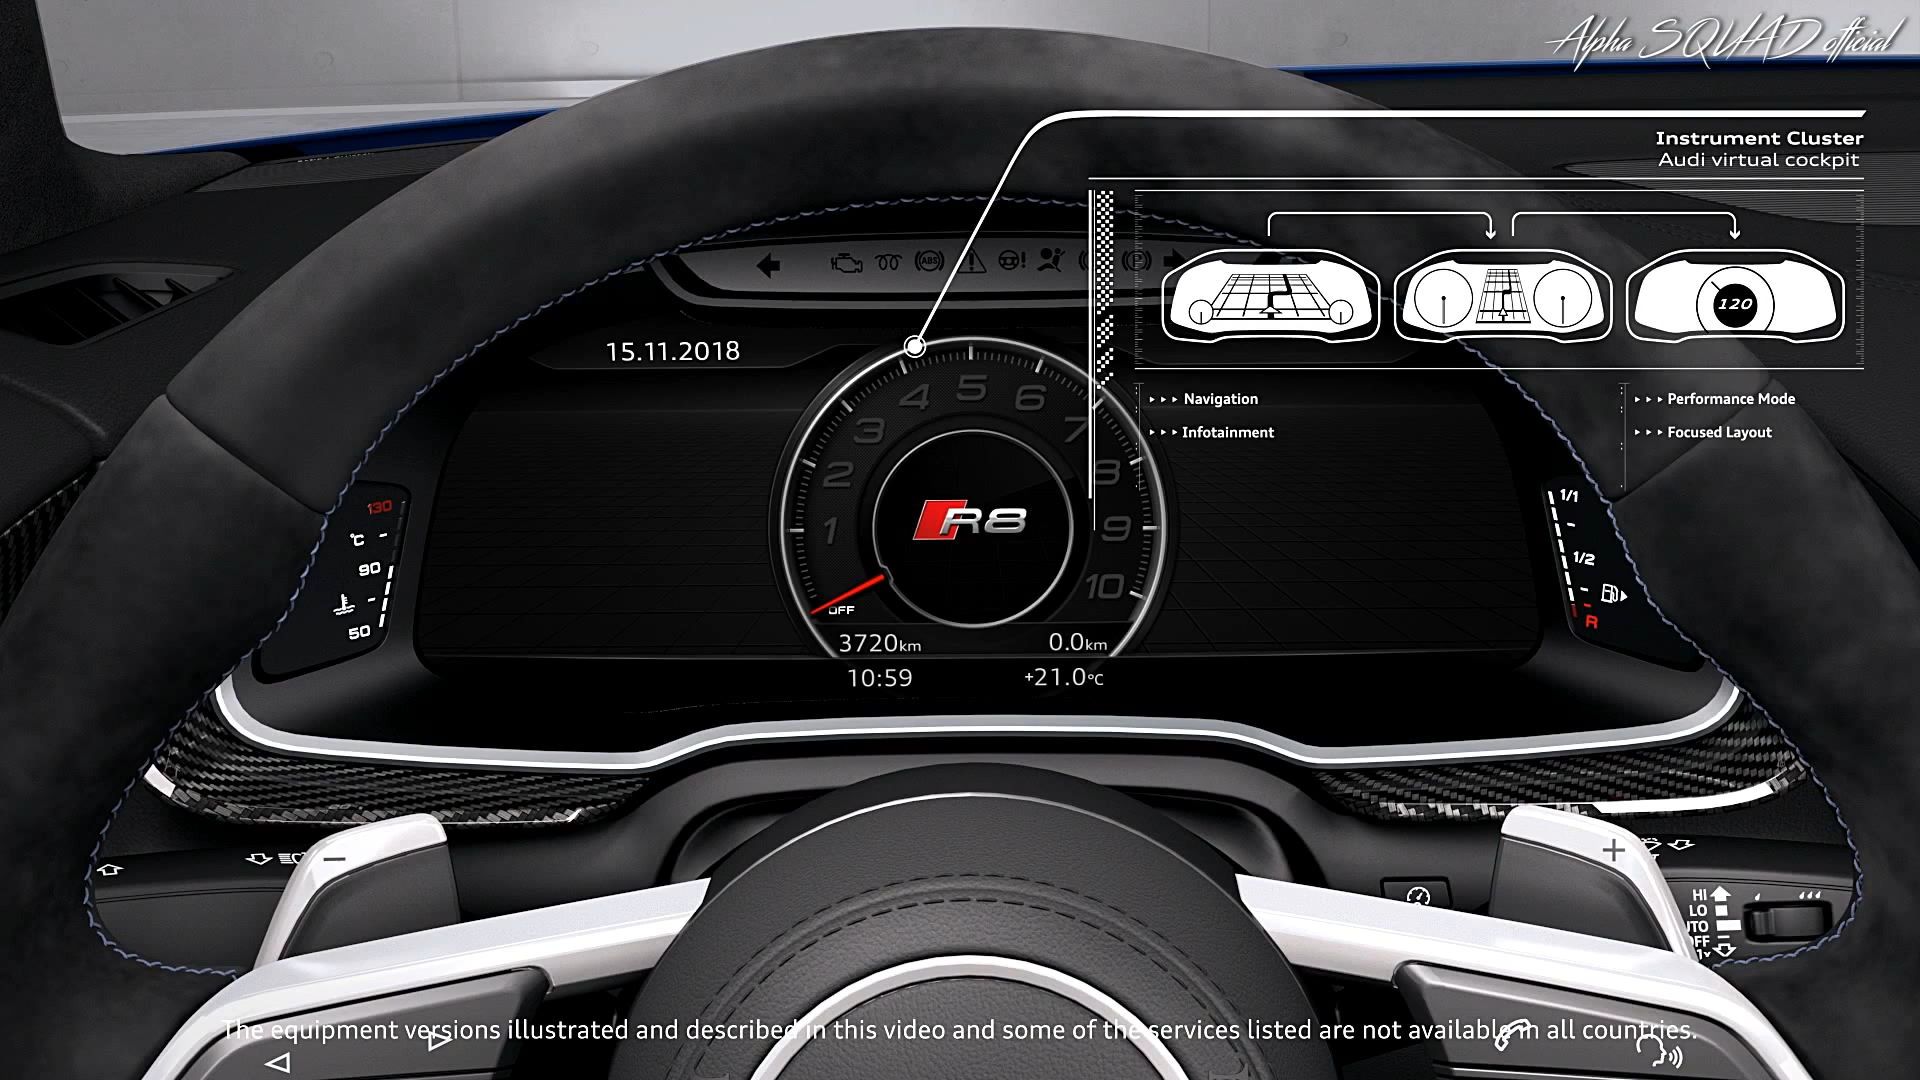 Alpha SQUAD official
Instrument Cluster
Audi virtual cockpit
ABS
P
120
15.11.2018
Navigation
Performance Mode
Infotainment
Focused Layout
1
2
3
4
5
6
7
8
9
10
R8
OFF
130
°C
90
50
1/1
1/2
R
3720km
0.0km
10:59
+21.0°C
−
+
HI
LO
The equipment versions illustrated and described in this video and some of the services listed are not available in all countries.